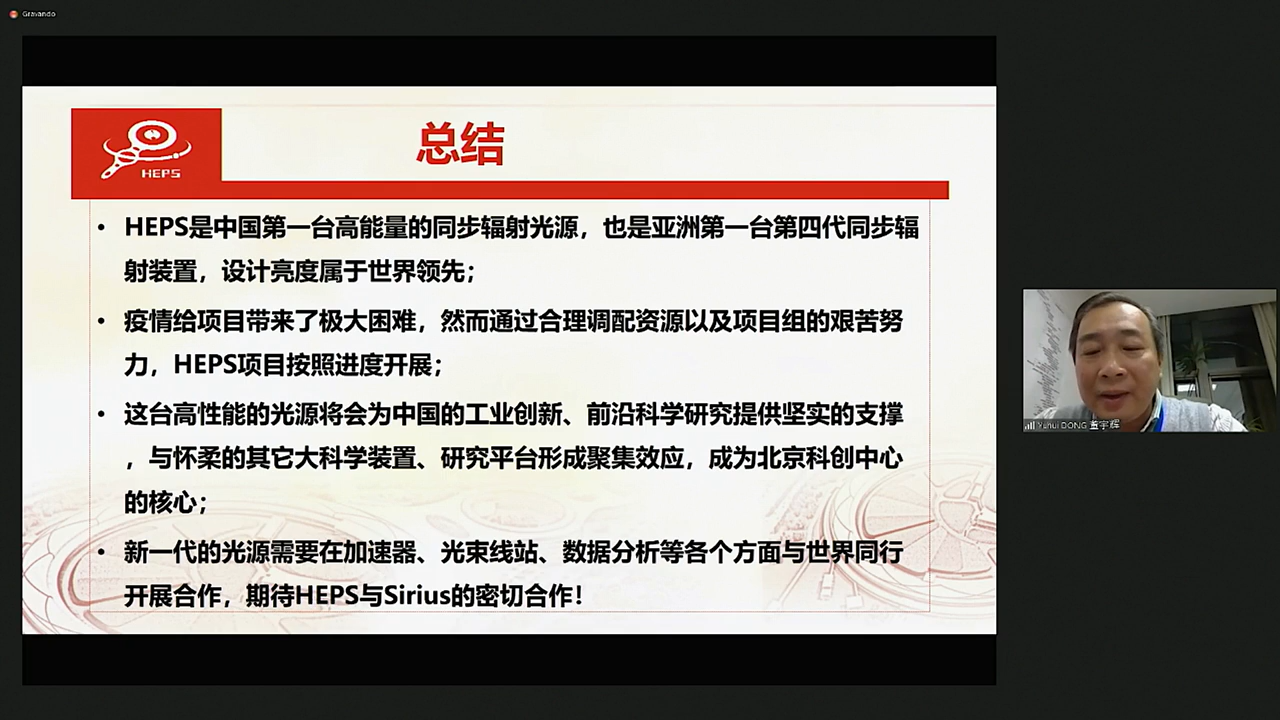 Gravando
HEPS
总结
• HEPS是中国第一台高能量的同步辐射光源，也是亚洲第一台第四代同步辐
射装置，设计亮度属于世界领先；
• 疫情给项目带来了极大困难，然而通过合理调配资源以及项目组的艰苦努
力，HEPS项目按照进度开展；
• 这台高性能的光源将会为中国的工业创新、前沿科学研究提供坚实的支撑
，与怀柔的其它大科学装置、研究平台形成聚集效应，成为北京科创中心
的核心；
• 新一代的光源需要在加速器、光束线站、数据分析等各个方面与世界同行
开展合作，期待HEPS与Sirius的密切合作！
Yuhui DONG 董宇辉